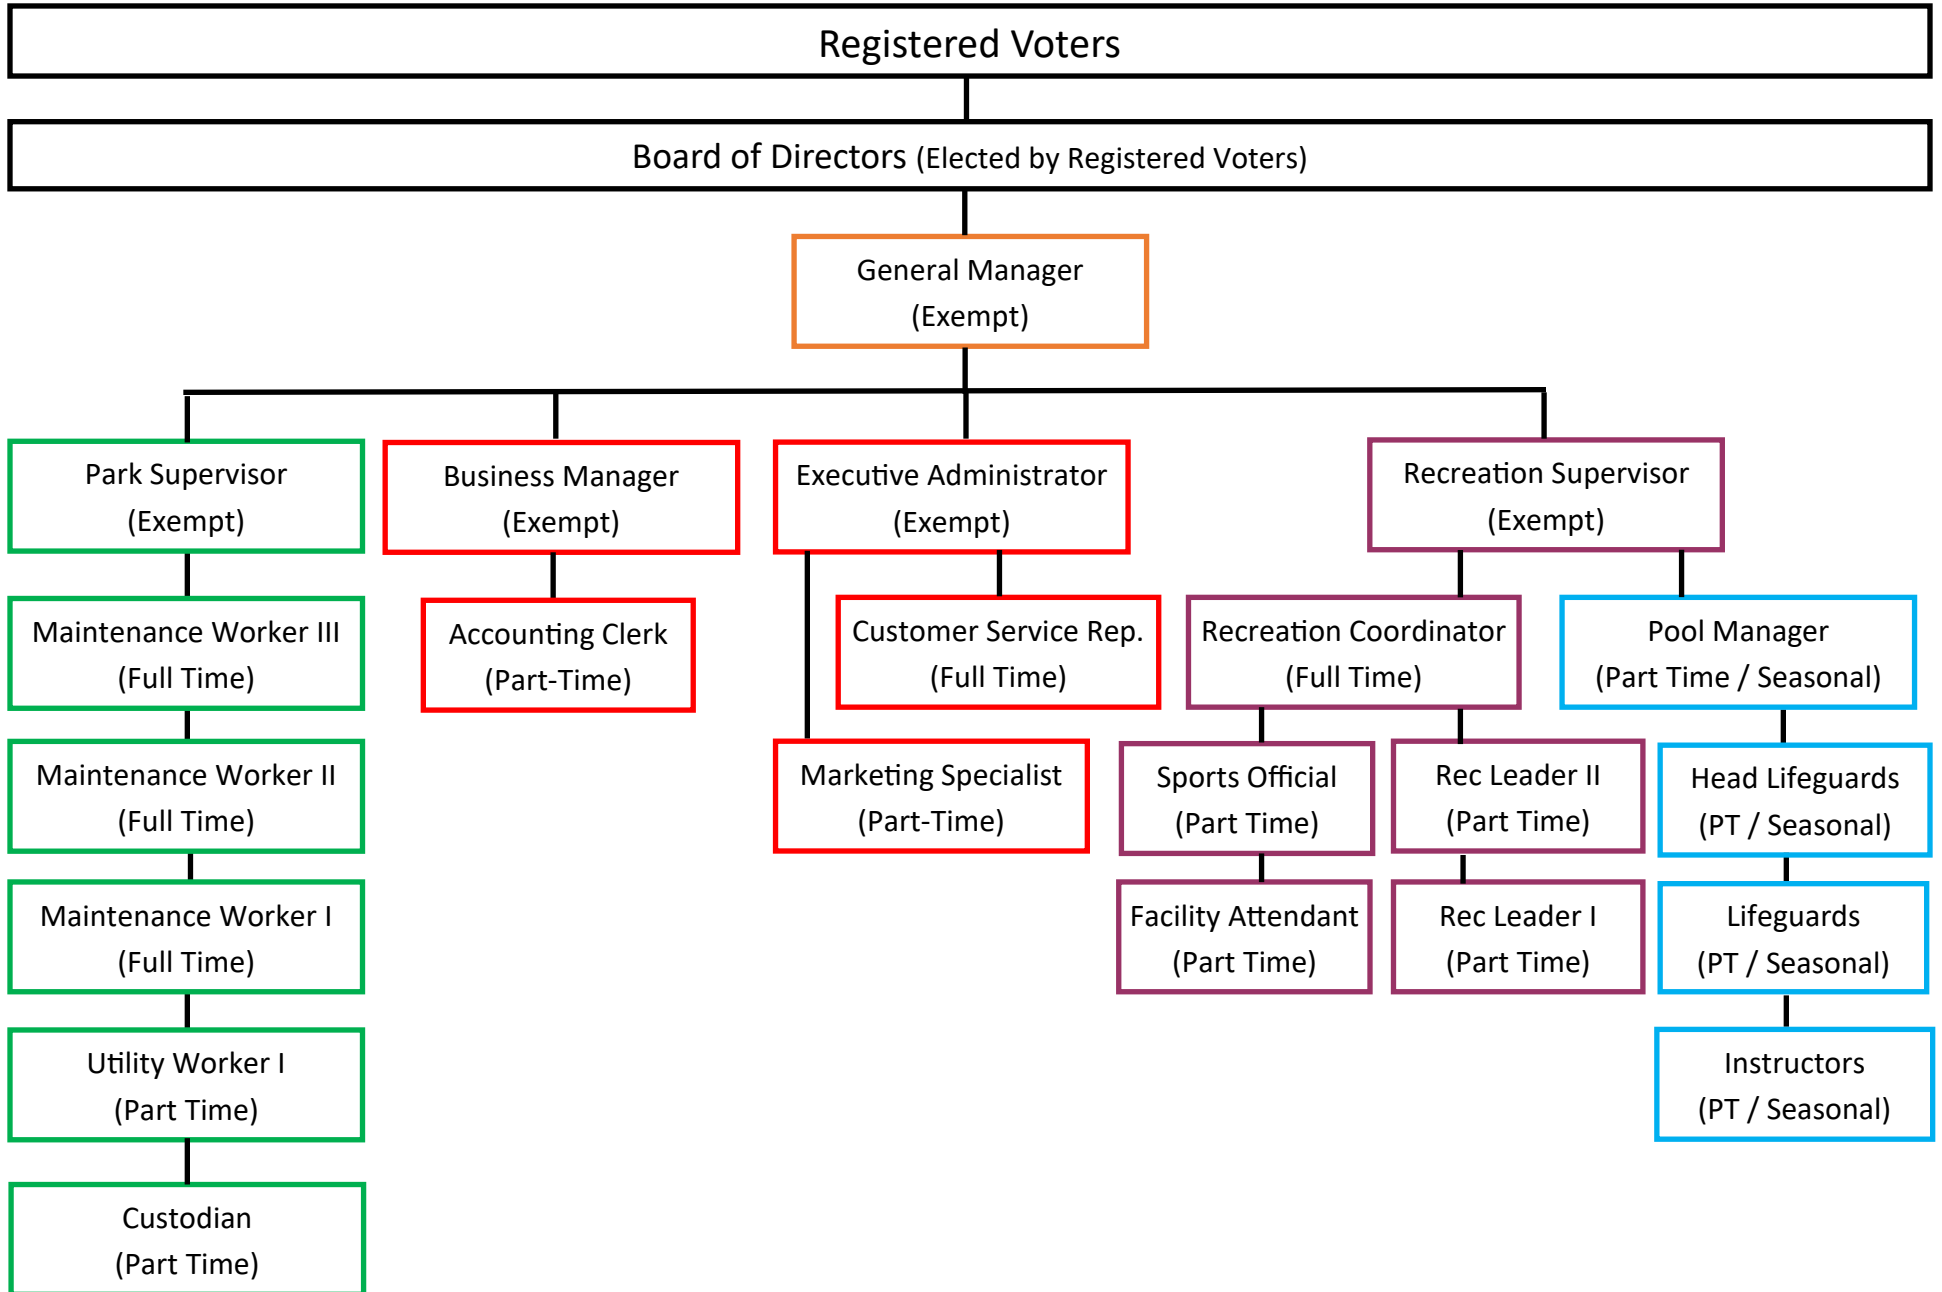 Registered Voters
Board of Directors (Elected by Registered Voters)
General Manager
(Exempt)
Park Supervisor
(Exempt)
Business Manager
(Exempt)
Executive Administrator
(Exempt)
Recreation Supervisor
(Exempt)
Maintenance Worker III
(Full Time)
Accounting Clerk
(Part-Time)
Customer Service Rep.
(Full Time)
Recreation Coordinator
(Full Time)
Pool Manager
(Part Time / Seasonal)
Maintenance Worker II
(Full Time)
Marketing Specialist
(Part-Time)
Sports Official
(Part Time)
Rec Leader II
(Part Time)
Head Lifeguards
(PT / Seasonal)
Maintenance Worker I
(Full Time)
Facility Attendant
(Part Time)
Rec Leader I
(Part Time)
Lifeguards
(PT / Seasonal)
Utility Worker I
(Part Time)
Instructors
(PT / Seasonal)
Custodian
(Part Time)